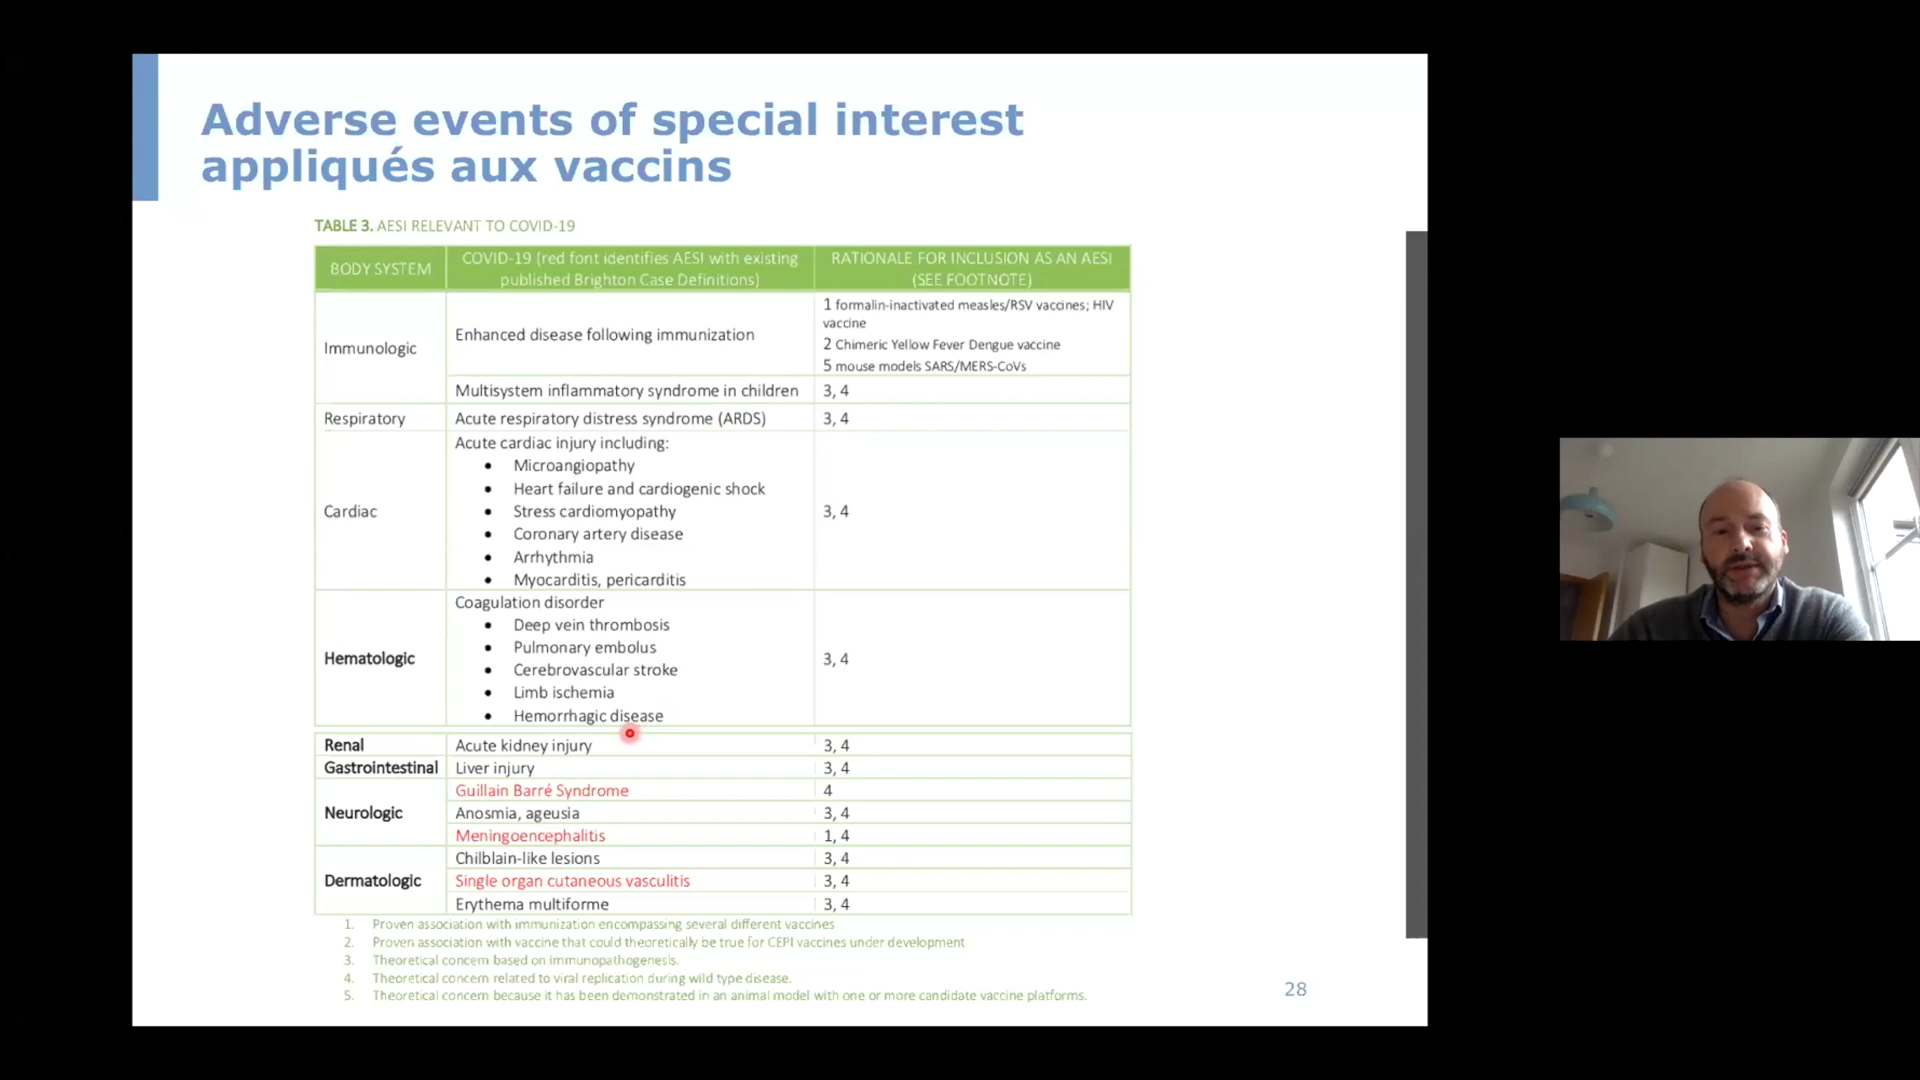 Adverse events of special interest
appliqués aux vaccins
TABLE 3. AESI RELEVANT TO COVID-19
BODY SYSTEM
COVID-19 (red font identifies AESI with existing
published Brighton Case Definitions)
RATIONALE FOR INCLUSION AS AN AESI
(SEE FOOTNOTE)
Immunologic
Enhanced disease following immunization
1 formalin-inactivated measles/RSV vaccines; HIV
vaccine
2 Chimeric Yellow Fever Dengue vaccine
5 mouse models SARS/MERS-CoVs
Multisystem inflammatory syndrome in children
3, 4
Respiratory
Acute respiratory distress syndrome (ARDS)
3, 4
Cardiac
Acute cardiac injury including:
• Microangiopathy
• Heart failure and cardiogenic shock
• Stress cardiomyopathy
• Coronary artery disease
• Arrhythmia
• Myocarditis, pericarditis
3, 4
Hematologic
Coagulation disorder
• Deep vein thrombosis
• Pulmonary embolus
• Cerebrovascular stroke
• Limb ischemia
• Hemorrhagic disease
3, 4
Renal
Acute kidney injury
3, 4
Gastrointestinal
Liver injury
3, 4
Neurologic
Guillain Barré Syndrome
4
Anosmia, ageusia
3, 4
Meningoencephalitis
1, 4
Dermatologic
Chilblain-like lesions
3, 4
Single organ cutaneous vasculitis
3, 4
Erythema multiforme
3, 4
1. Proven association with immunization encompassing several different vaccines
2. Proven association with vaccine that could theoretically be true for CEPI vaccines under development
3. Theoretical concern based on immunopathogenesis.
4. Theoretical concern related to viral replication during wild type disease.
5. Theoretical concern because it has been demonstrated in an animal model with one or more candidate vaccine platforms.
28